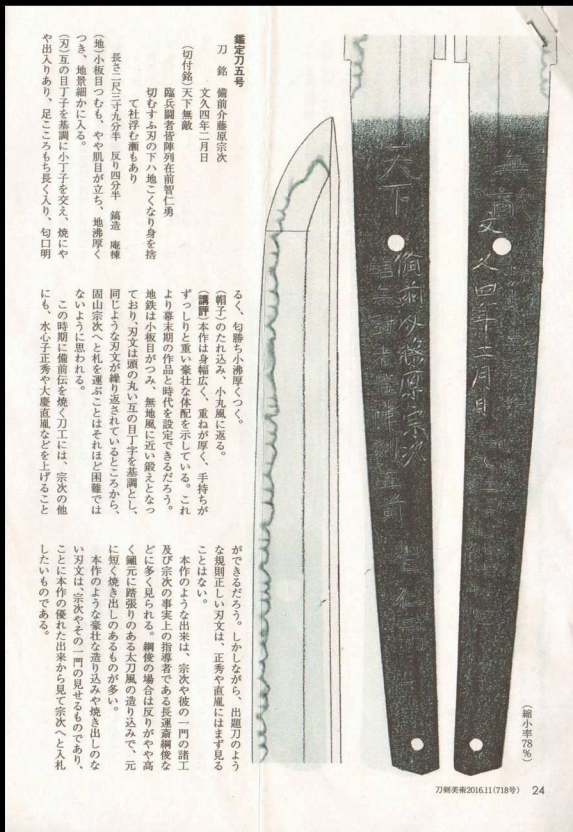 鑑定刀五号
刀 銘 備前介藤原宗次
文久四年二月日
(切付銘)天下無敵
臨兵闘者皆陣列在前智仁勇
切むすふ刃の下ハ地こくなり身を捨
て社浮む瀬もあり
長さ二尺三寸九分半 反り四分半 鎬造 庵棟
(地)小板目つむも、やや肌目が立ち、地沸厚く
つき、地景細かに入る。
(刃)互の目丁子を基調に小丁子を交え、焼にや
や出入りあり、足こころもち長く入り、匂口明
るく、匂勝ち小沸厚くつく。
(帽子)のたれ込み、小丸風に返る。
(講評)本作は身幅広く、重ねが厚く、手持ちが
ずっしりと重い豪壮な体配を示している。これ
より幕末期の作品と時代を設定できるだろう。
地鉄は小板目がつみ、無地風に近い鍛えとなっ
ており、刃文は頭の丸い互の目丁子を基調とし、
同じような刃文が繰り返されているところから、
固山宗次へと札を運ぶことはそれほど困難では
ないように思われる。
この時期に備前伝を焼く刀工には、宗次の他
にも、水心子正秀や大慶直胤などを上げること
ができるだろう。しかしながら、出題刀のよう
な規則正しい刃文は、正秀や直胤にはまず見る
ことはない。
本作のような出来は、宗次や彼の一門の諸工
及び宗次の事実上の指導者である長運斎綱俊な
どに多く見られる。綱俊の場合は反りがやや高
く鑢元に踏張りのある太刀風の造り込みで、元
に短く焼き出しのあるものが多い。
本作のような豪壮な造り込みや焼き出しのな
い刃文は、宗次やその一門の見せるものであり、
ことに本作の優れた出来から見て宗次へと入札
したいものである。
天下
備前介藤原宗次
無敵
文久四年二月日
(縮小率78%)
刀剣美術2016.11(718号) 24